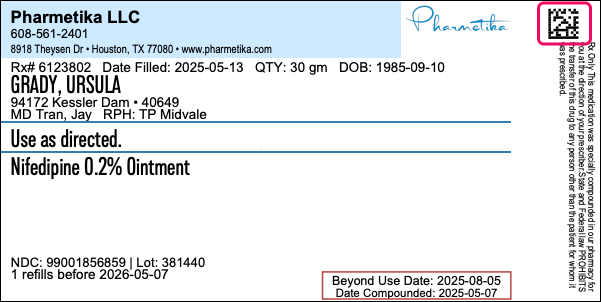 Pharmetika LLC
608-561-2401
8918 Theysen Dr • Houston, TX 77080 • www.pharmetika.com
Pharmetika
Rx# 6123802 Date Filled: 2025-05-13 QTY: 30 gm DOB: 1985-09-10
GRADY, URSULA
94172 Kessler Dam • 40649
MD Tran, Jay RPH: TP Midvale
Use as directed.
Nifedipine 0.2% Ointment
NDC: 99001856859 | Lot: 381440
1 refills before 2026-05-07
Beyond Use Date: 2025-08-05
Date Compounded: 2025-05-07
Rx Only This medication was specially compounded in our pharmacy for
you at the direction of your prescriber.State and Federal law PROHIBITS
the transfer of this drug to any person other than the patient for whom it
was prescribed.